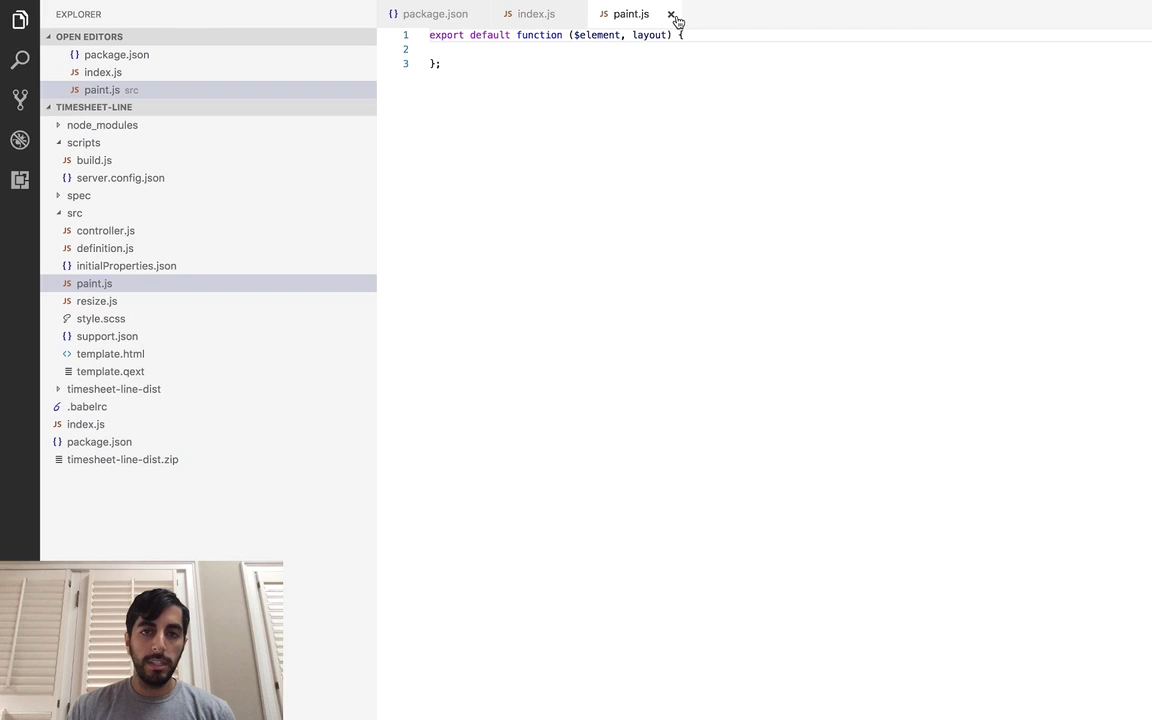 EXPLORER
OPEN EDITORS
{} package.json
JS index.js
JS paint.js src
TIMESHEET-LINE
node_modules
scripts
JS build.js
{} server.config.json
spec
src
JS controller.js
JS definition.js
{} initialProperties.json
JS paint.js
JS resize.js
style.scss
{} support.json
<> template.html
template.qext
timesheet-line-dist
.babelrc
JS index.js
{} package.json
timesheet-line-dist.zip
{} package.json JS index.js JS paint.js
1 export default function ($element, layout) {
2
3 };